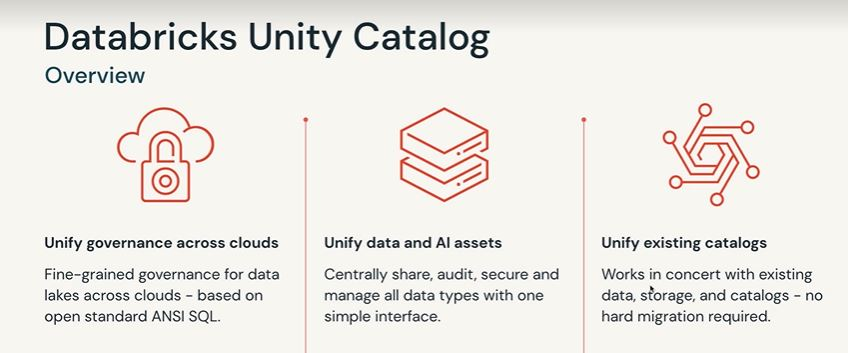 Databricks Unity Catalog
Overview
Unify governance across clouds
Fine-grained governance for data
lakes across clouds - based on
open standard ANSI SQL.
Unify data and AI assets
Centrally share, audit, secure and
manage all data types with one
simple interface.
Unify existing catalogs
Works in concert with existing
data, storage, and catalogs - no
hard migration required.